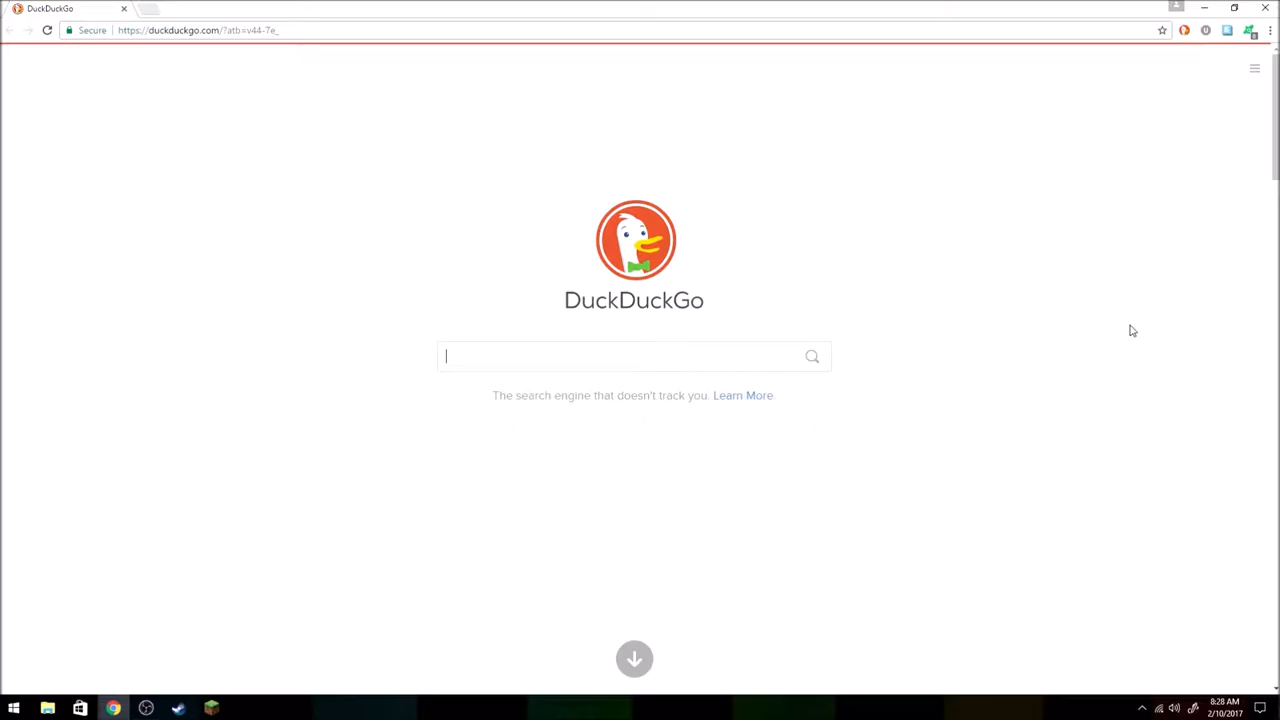 DuckDuckGo
Secure https://duckduckgo.com/?atb=v44-7e_
DuckDuckGo
The search engine that doesn't track you. Learn More.
8:28 AM
2/10/2017